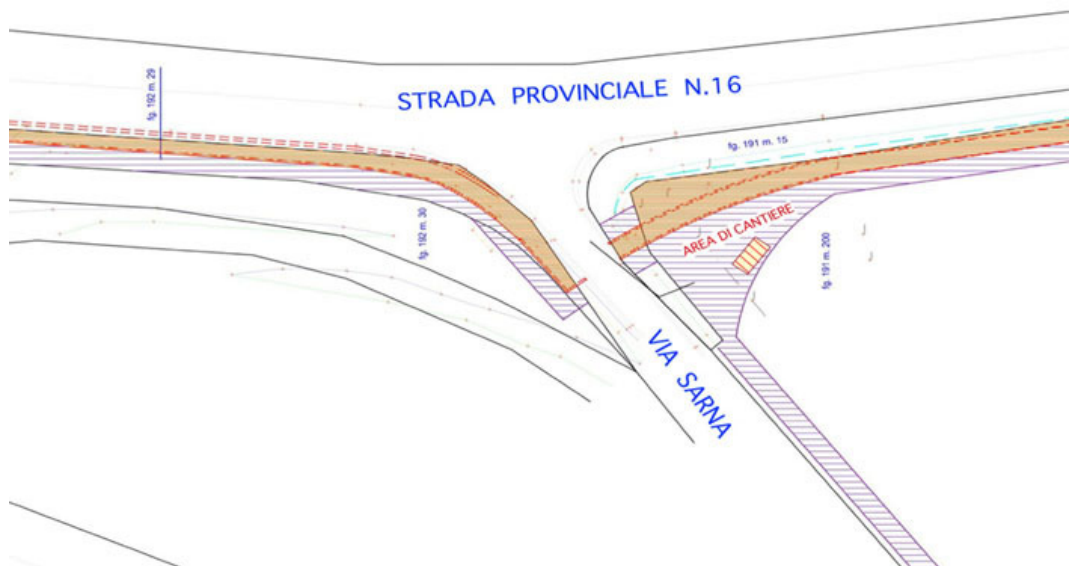 STRADA PROVINCIALE N.16
fg. 192 m. 29
fg. 191 m. 15
fg. 192 m. 30
AREA DI CANTIERE
fg. 191 m. 200
VIA SARNA